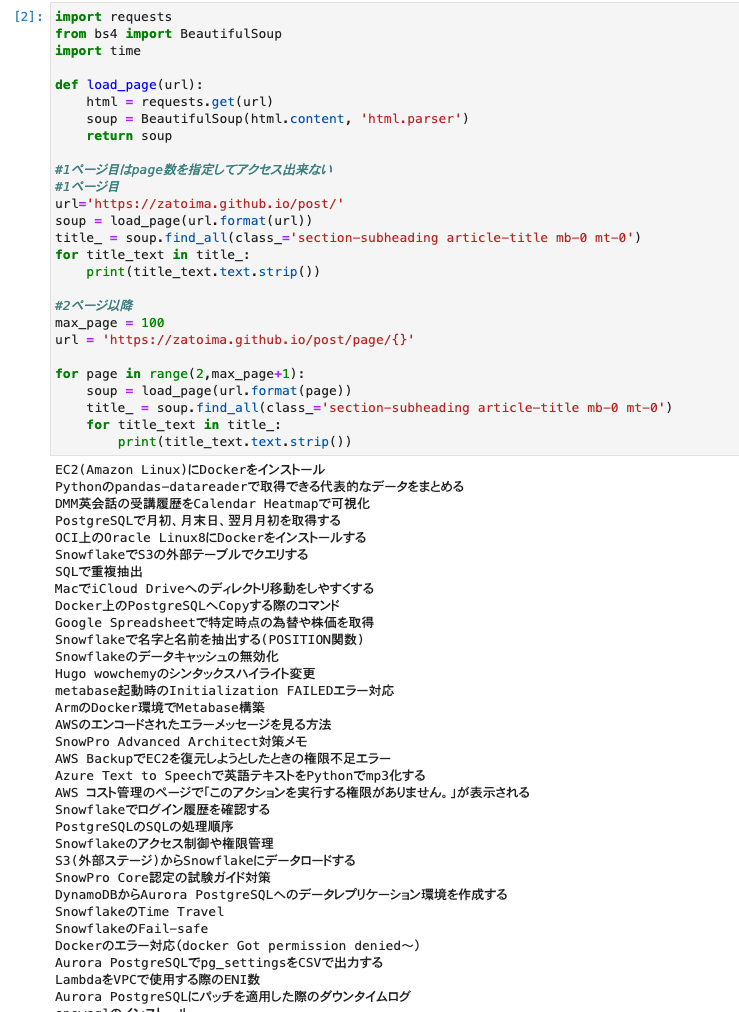 [2]: import requests
from bs4 import BeautifulSoup
import time
def load_page(url):
    html = requests.get(url)
    soup = BeautifulSoup(html.content, 'html.parser')
    return soup
#1ページ目はpage数を指定してアクセス出来ない
#1ページ目
url='https://zatoima.github.io/post/'
soup = load_page(url.format(url))
title_ = soup.find_all(class_='section-subheading article-title mb-0 mt-0')
for title_text in title_:
    print(title_text.text.strip())
#2ページ以降
max_page = 100
url = 'https://zatoima.github.io/post/page/{}'
for page in range(2,max_page+1):
    soup = load_page(url.format(page))
    title_ = soup.find_all(class_='section-subheading article-title mb-0 mt-0')
    for title_text in title_:
        print(title_text.text.strip())
EC2(Amazon Linux)にDockerをインストール
Pythonのpandas-datareaderで取得できる代表的なデータをまとめる
DMM英会話の受講履歴をCalendar Heatmapで可視化
PostgreSQLで月初、月末日、翌月月初を取得する
OCI上のOracle Linux8にDockerをインストールする
SnowflakeでS3の外部テーブルでクエリする
SQLで重複抽出
MacでiCloud Driveへのディレクトリ移動をしやすくする
Docker上のPostgreSQLへCopyする際のコマンド
Google Spreadsheetで特定時点の為替や株価を取得
Snowflakeで名字と名前を抽出する(POSITION関数)
Snowflakeのデータキャッシュの無効化
Hugo wowchemyのシンタックスハイライト変更
metabase起動時のInitialization FAILEDエラー対応
ArmのDocker環境でMetabase構築
AWSのエンコードされたエラーメッセージを見る方法
SnowPro Advanced Architect対策メモ
AWS BackupでEC2を復元しようとしたときの権限不足エラー
Azure Text to Speechで英語テキストをPythonでmp3化する
AWS コスト管理のページで「このアクションを実行する権限がありません。」が表示される
Snowflakeでログイン履歴を確認する
PostgreSQLのSQLの処理順序
Snowflakeのアクセス制御や権限管理
S3(外部ステージ)からSnowflakeにデータロードする
SnowPro Core認定の試験ガイド対策
DynamoDBからAurora PostgreSQLへのデータレプリケーション環境を作成する
SnowflakeのTime Travel
SnowflakeのFail-safe
Dockerのエラー対応(docker Got permission denied〜)
Aurora PostgreSQLでpg_settingsをCSVで出力する
LambdaをVPCで使用する際のENI数
Aurora PostgreSQLにパッチを適用した際のダウンタイムログ
snowsqlのインストール